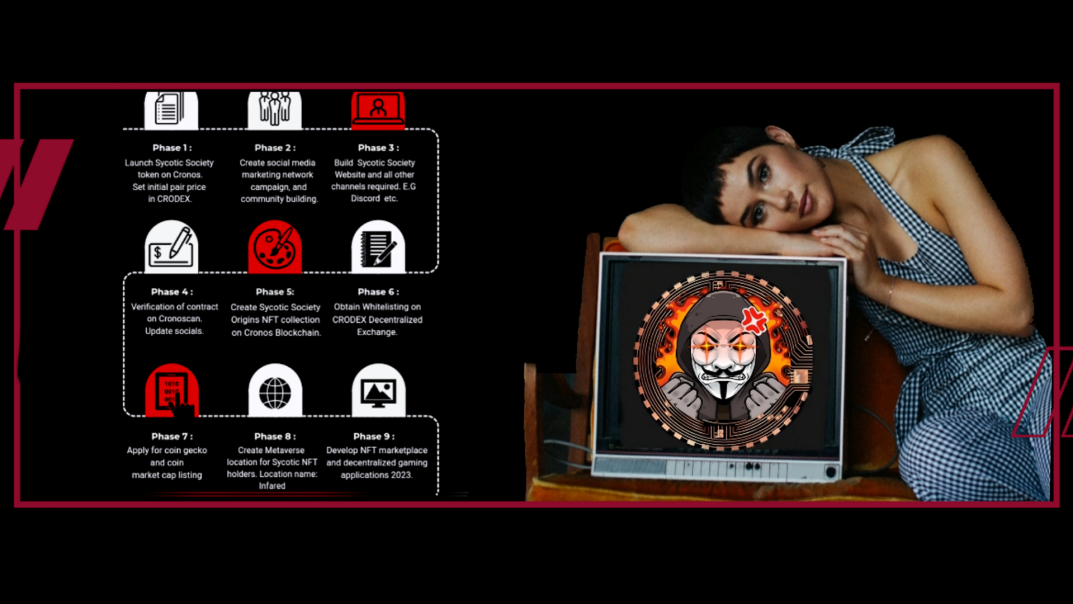 Phase 1 :
Launch Sycotic Society
token on Cronos.
Set initial pair price
in CRODEX.
Phase 2 :
Create social media
marketing network
campaign, and
community building.
Phase 3 :
Build Sycotic Society
Website and all other
channels required. E.G
Discord etc.
Phase 4 :
Verification of contract
on Cronoscan.
Update socials.
Phase 5:
Create Sycotic Society
Origins NFT collection
on Cronos Blockchain.
Phase 6 :
Obtain Whitelisting on
CRODEX Decentralized
Exchange.
Phase 7 :
Apply for coin gecko
and coin
market cap listing
Phase 8 :
Create Metaverse
location for Sycotic NFT
holders. Location name:
Infared
Phase 9 :
Develop NFT marketplace
and decentralized gaming
applications 2023.